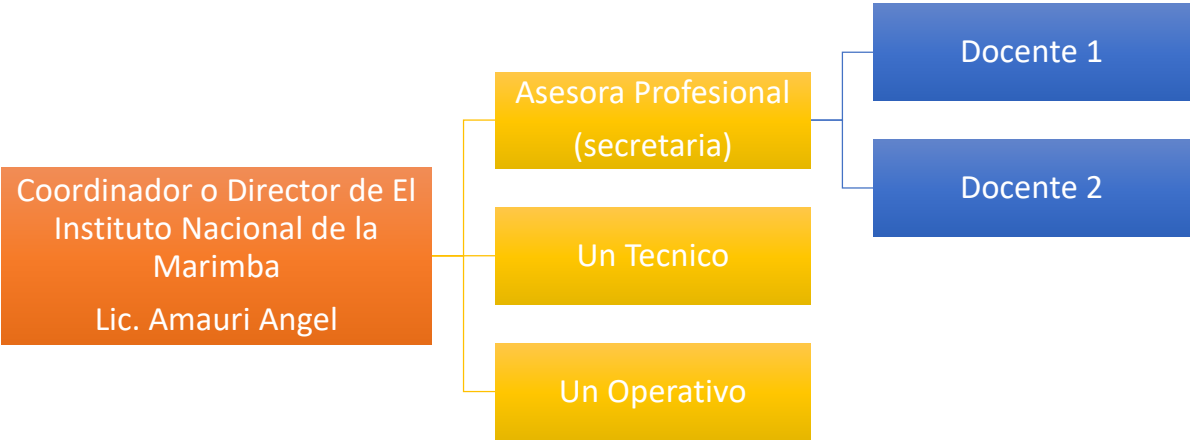 Coordinador o Director de El
Instituto Nacional de la
Marimba
Lic. Amauri Angel
Asesora Profesional
(secretaria)
Un Tecnico
Un Operativo
Docente 1
Docente 2